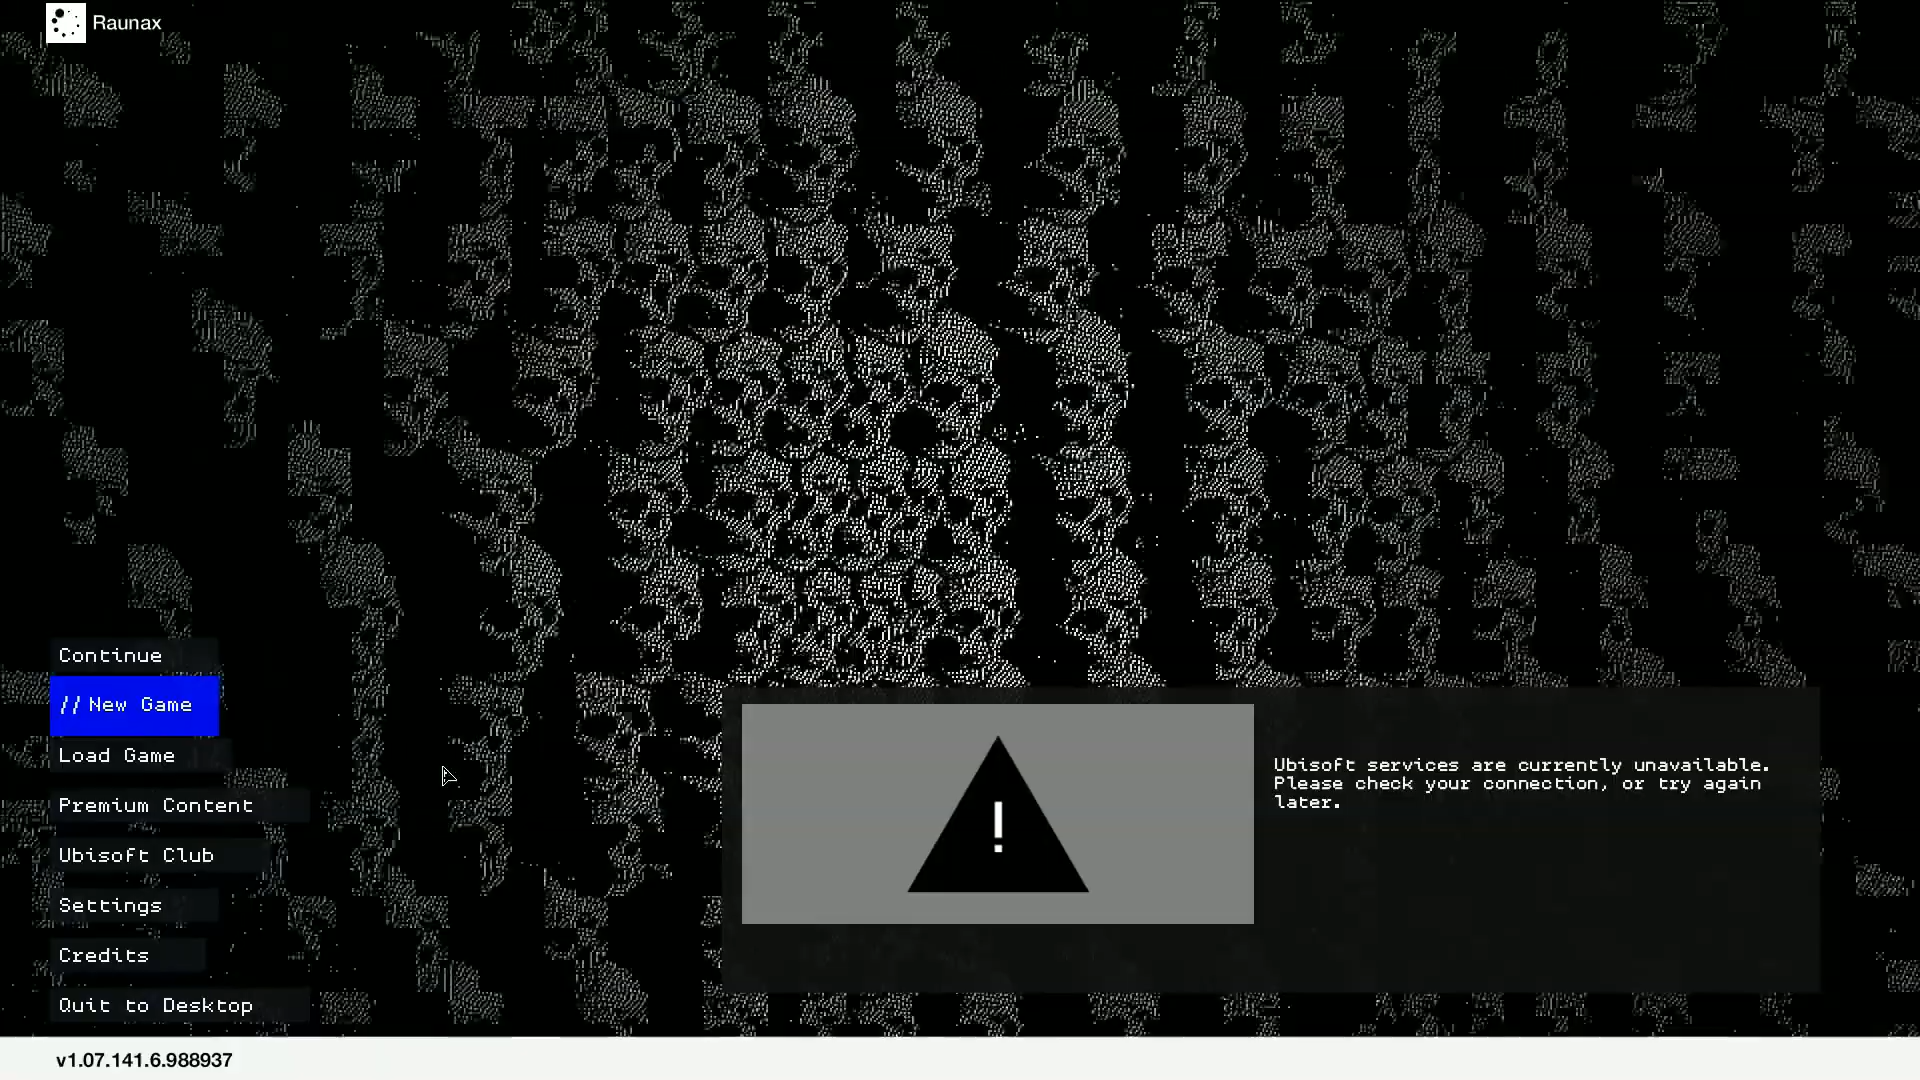 Raunax
Continue
// New Game
Load Game
Premium Content
Ubisoft Club
Settings
Credits
Quit to Desktop
!
Ubisoft services are currently unavailable.
Please check your connection, or try again
later.
v1.07.141.6.988937